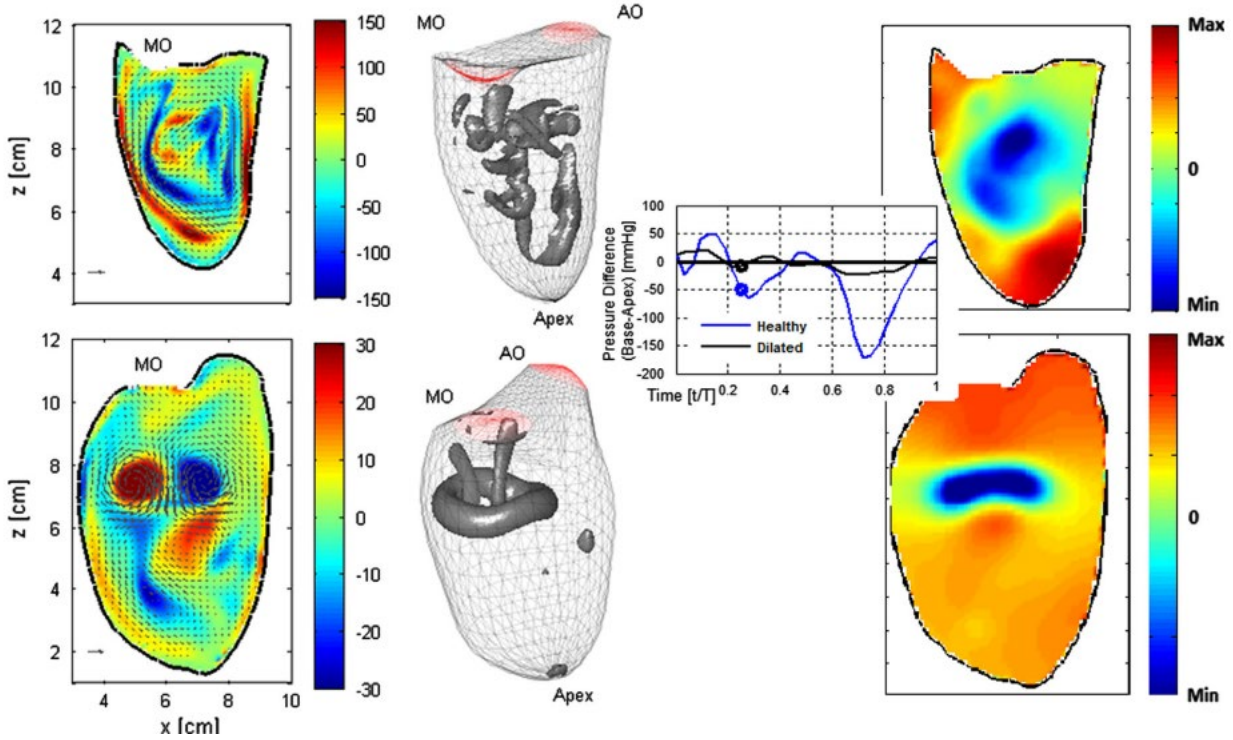 12
10
8
6
4
z [cm]
MO
150
100
50
0
-50
-100
-150
MO
AO
Apex
Max
0
Min
100
50
0
-50
-100
-150
-200
Pressure Difference
(Base-Apex) [mmHg]
Healthy
Dilated
Time [t/T]
0.2
0.4
0.6
0.8
1
12
10
8
6
4
2
z [cm]
MO
4
6
8
10
x [cm]
30
20
10
0
-10
-20
-30
AO
MO
Apex
Max
0
Min